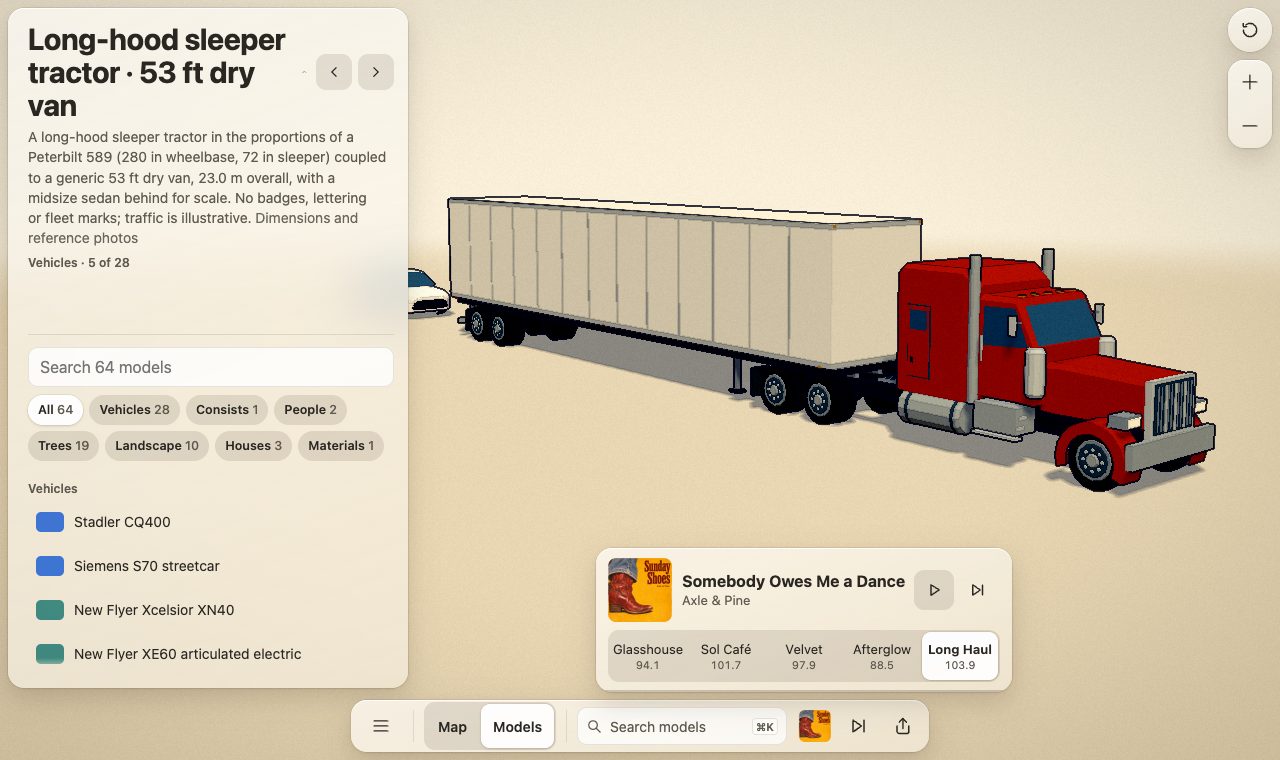 Long-hood sleeper
tractor · 53 ft dry
van
A long-hood sleeper tractor in the proportions of a
Peterbilt 589 (280 in wheelbase, 72 in sleeper) coupled
to a generic 53 ft dry van, 23.0 m overall, with a
midsize sedan behind for scale. No badges, lettering
or fleet marks; traffic is illustrative. Dimensions and
reference photos
Vehicles · 5 of 28
Search 64 models
All 64
Vehicles 28
Consists 1
People 2
Trees 19
Landscape 10
Houses 3
Materials 1
Vehicles
Stadler CQ400
Siemens S70 streetcar
New Flyer Xcelsior XN40
New Flyer XE60 articulated electric
Sunday
Shoes
Somebody Owes Me a Dance
Axle & Pine
Glasshouse
94.1
Sol Café
101.7
Velvet
97.9
Afterglow
88.5
Long Haul
103.9
Map
Models
Search models
⌘K